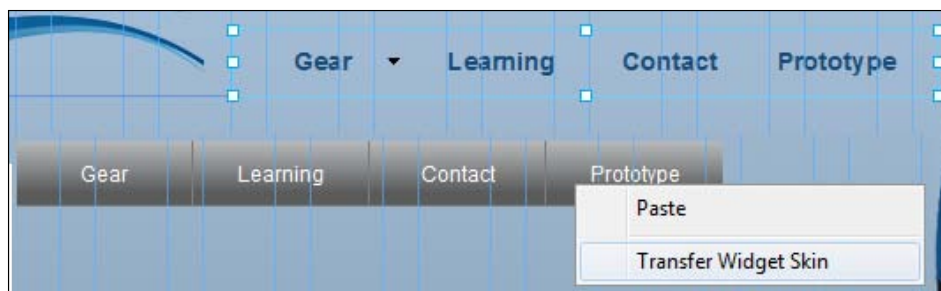 Gear Learning Contact Prototype
Gear Learning Contact Prototype
Paste
Transfer Widget Skin